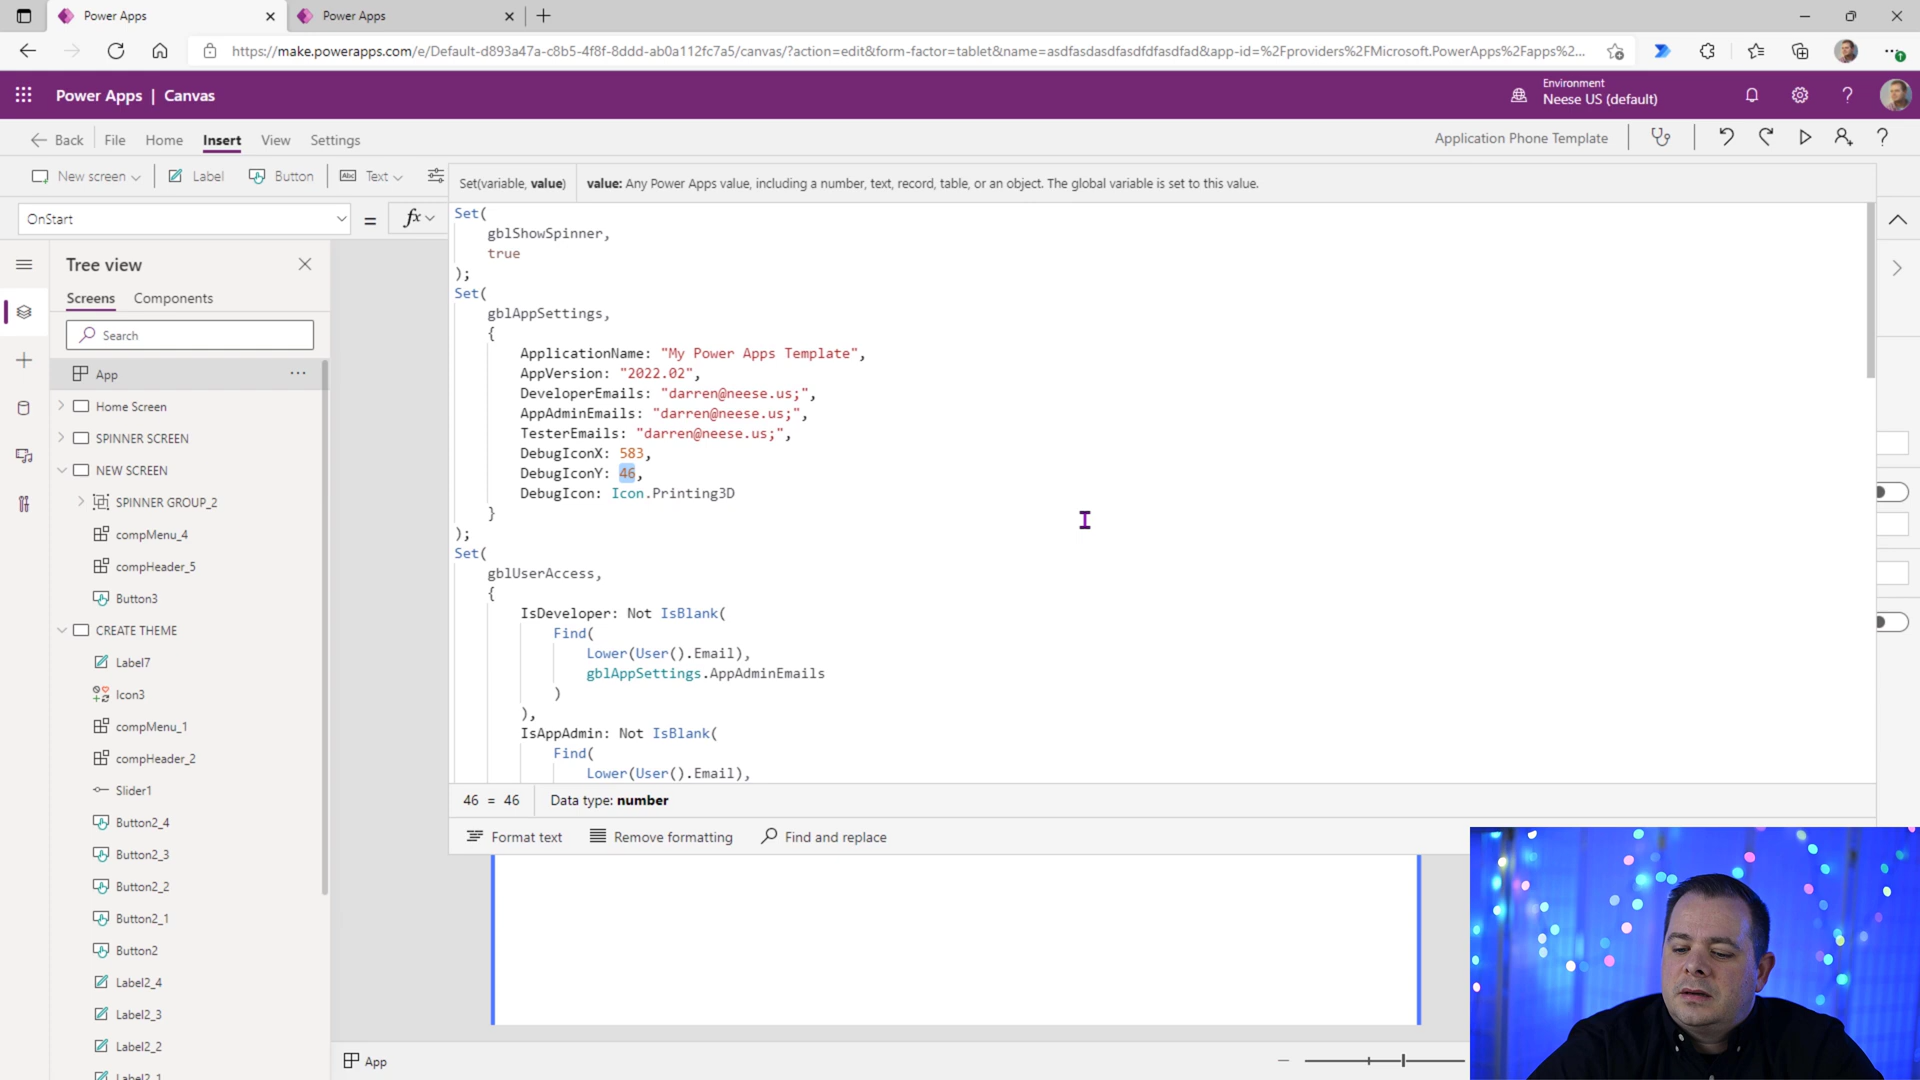 Power Apps
Power Apps
https://make.powerapps.com/e/Default-d893a47a-c8b5-4f8f-8ddd-ab0a112fc7a5/canvas/?action=edit&form-factor=tablet&name=asdfasdasdfasdfdfasdfad&app-id=%2Fproviders%2FMicrosoft.PowerApps%2Fapps%2...
Power Apps | Canvas
Environment
Neese US (default)
Back
File
Home
Insert
View
Settings
Application Phone Template
New screen
Label
Button
Abc Text
Set(variable, value)
value: Any Power Apps value, including a number, text, record, table, or an object. The global variable is set to this value.
OnStart
=
fx
Set(
gblShowSpinner,
true
);
Set(
gblAppSettings,
{
ApplicationName: "My Power Apps Template",
AppVersion: "2022.02",
DeveloperEmails: "darren@neese.us;",
AppAdminEmails: "darren@neese.us;",
TesterEmails: "darren@neese.us;",
DebugIconX: 583,
DebugIconY: 46,
DebugIcon: Icon.Printing3D
}
);
Set(
gblUserAccess,
{
IsDeveloper: Not IsBlank(
Find(
Lower(User().Email),
gblAppSettings.AppAdminEmails
)
),
IsAppAdmin: Not IsBlank(
Find(
Lower(User().Email),
46 = 46
Data type: number
Format text
Remove formatting
Find and replace
Tree view
Screens
Components
Search
App
Home Screen
SPINNER SCREEN
NEW SCREEN
SPINNER GROUP_2
compMenu_4
compHeader_5
Button3
CREATE THEME
Label7
Icon3
compMenu_1
compHeader_2
Slider1
Button2_4
Button2_3
Button2_2
Button2_1
Button2
Label2_4
Label2_3
Label2_2
Label2_1
App